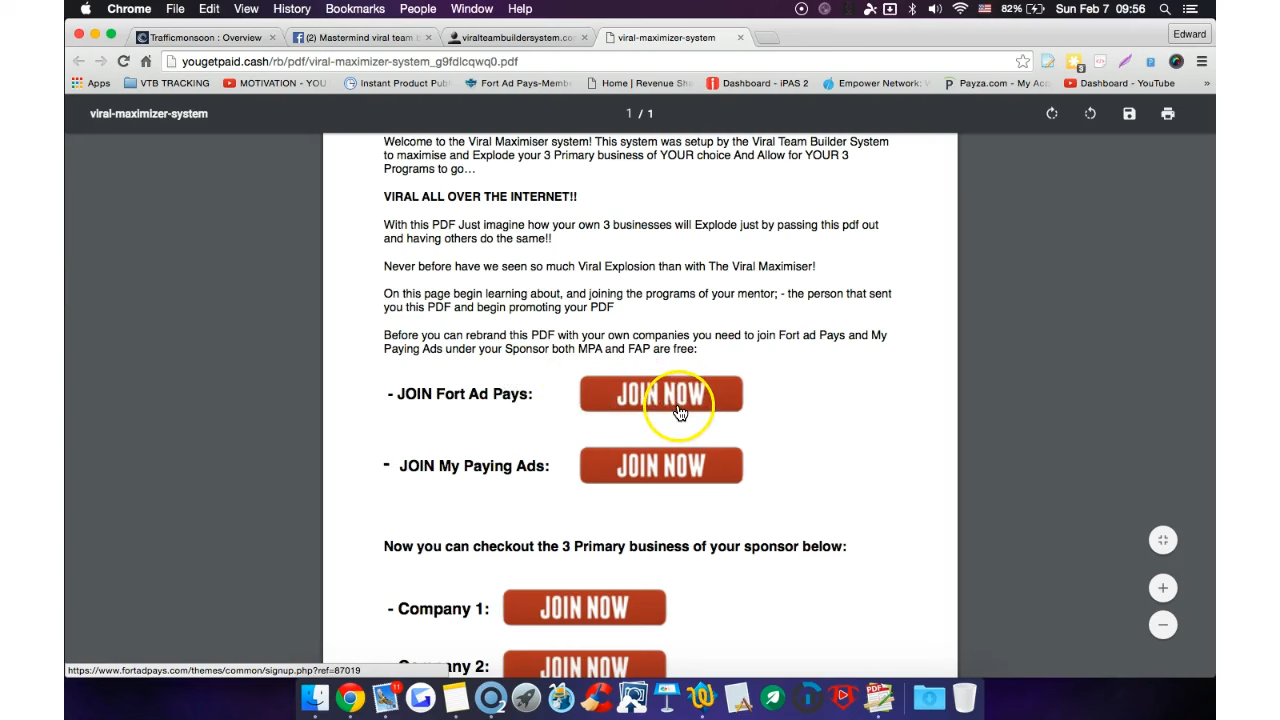 Chrome File Edit View History Bookmarks People Window Help 82% Sun Feb 7 09:56
Trafficmonsoon : Overview (2) Mastermind viral team b viralteambuildersystem.co viral-maximizer-system Edward
yougetpaid.cash/rb/pdf/viral-maximizer-system_g9fdlcqwq0.pdf
Apps VTB TRACKING MOTIVATION - YOU Instant Product Publ Fort Ad Pays-Membe Home | Revenue Sha Dashboard - iPAS 2 Empower Network: Payza.com - My Acc Dashboard - YouTube »
viral-maximizer-system 1 / 1
Welcome to the Viral Maximiser system! This system was setup by the Viral Team Builder System
to maximise and Explode your 3 Primary business of YOUR choice And Allow for YOUR 3
Programs to go…
VIRAL ALL OVER THE INTERNET!!
With this PDF Just imagine how your own 3 businesses will Explode just by passing this pdf out
and having others do the same!!
Never before have we seen so much Viral Explosion than with The Viral Maximiser!
On this page begin learning about, and joining the programs of your mentor; - the person that sent
you this PDF and begin promoting your PDF
Before you can rebrand this PDF with your own companies you need to join Fort ad Pays and My
Paying Ads under your Sponsor both MPA and FAP are free:
- JOIN Fort Ad Pays: JOIN NOW
- JOIN My Paying Ads: JOIN NOW
Now you can checkout the 3 Primary business of your sponsor below:
- Company 1: JOIN NOW
https://www.fortadpays.com/themes/common/signup.php?ref=87019
2: JOIN NOW